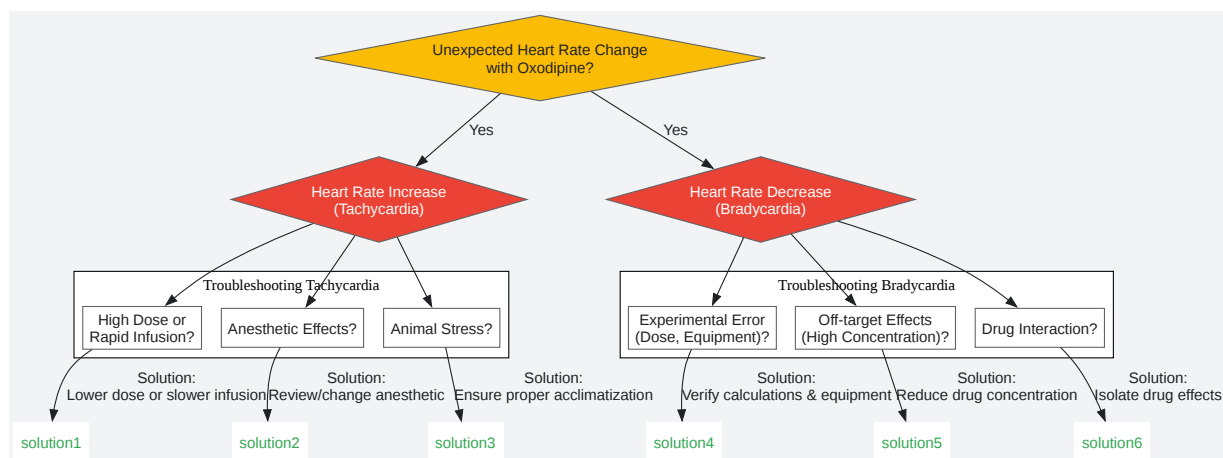 Unexpected Heart Rate Change
with Oxodipine?
Yes
Yes
Heart Rate Increase
(Tachycardia)
Heart Rate Decrease
(Bradycardia)
Troubleshooting Tachycardia
Troubleshooting Bradycardia
High Dose or
Rapid Infusion?
Anesthetic Effects?
Animal Stress?
Experimental Error
(Dose, Equipment)?
Off-target Effects
(High Concentration)?
Drug Interaction?
Solution:
Lower dose or slower infusion
Solution:
Review/change anesthetic
Solution:
Ensure proper acclimatization
Solution:
Verify calculations & equipment
Solution:
Reduce drug concentration
Solution:
Isolate drug effects
solution1
solution2
solution3
solution4
solution5
solution6